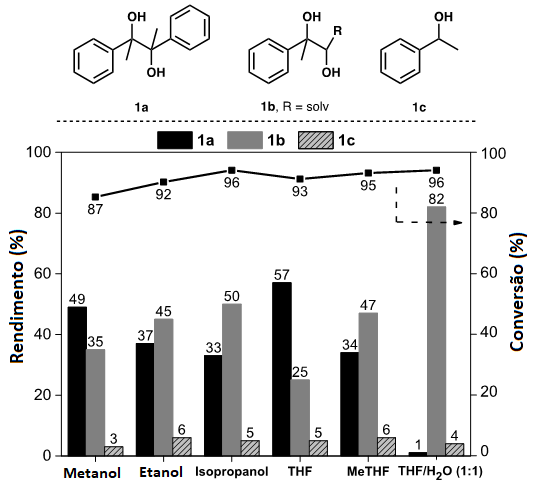 OH
OH
1a
R
OH
OH
1b, R = solv
OH
1c
1a 1b 1c
100 80 60 40 20 0
Rendimento (%)
100 80 60 40 20 0
Conversão (%)
87 92 96 93 95 96
49 35 3
37 45 6
33 50 5
57 25 5
34 47 6
1 82 4
Metanol Etanol Isopropanol THF MeTHF THF/H₂O (1:1)